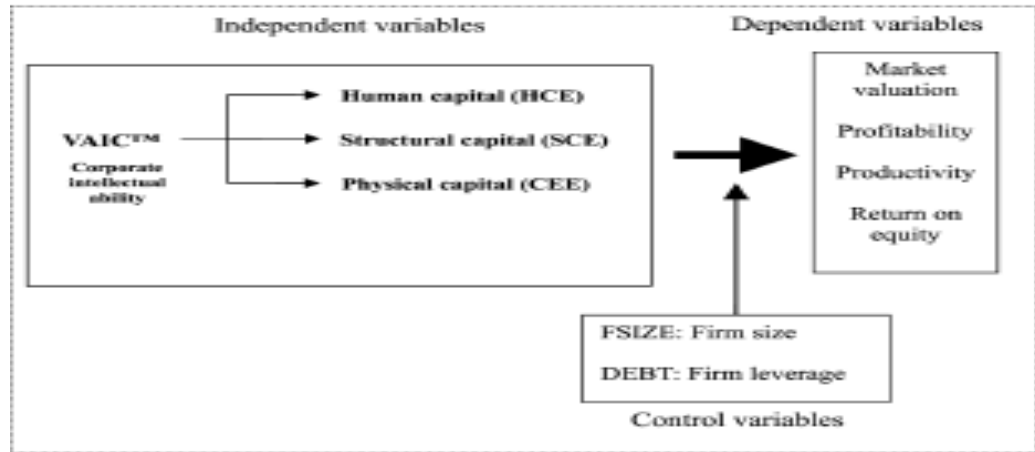 Independent variables
Dependent variables
Human capital (HCE)
VAIC™
Structural capital (SCE)
Corporate
intellectual
ability
Physical capital (CEE)
Market
valuation
Profitability
Productivity
Return on
equity
FSIZE: Firm size
DEBT: Firm leverage
Control variables